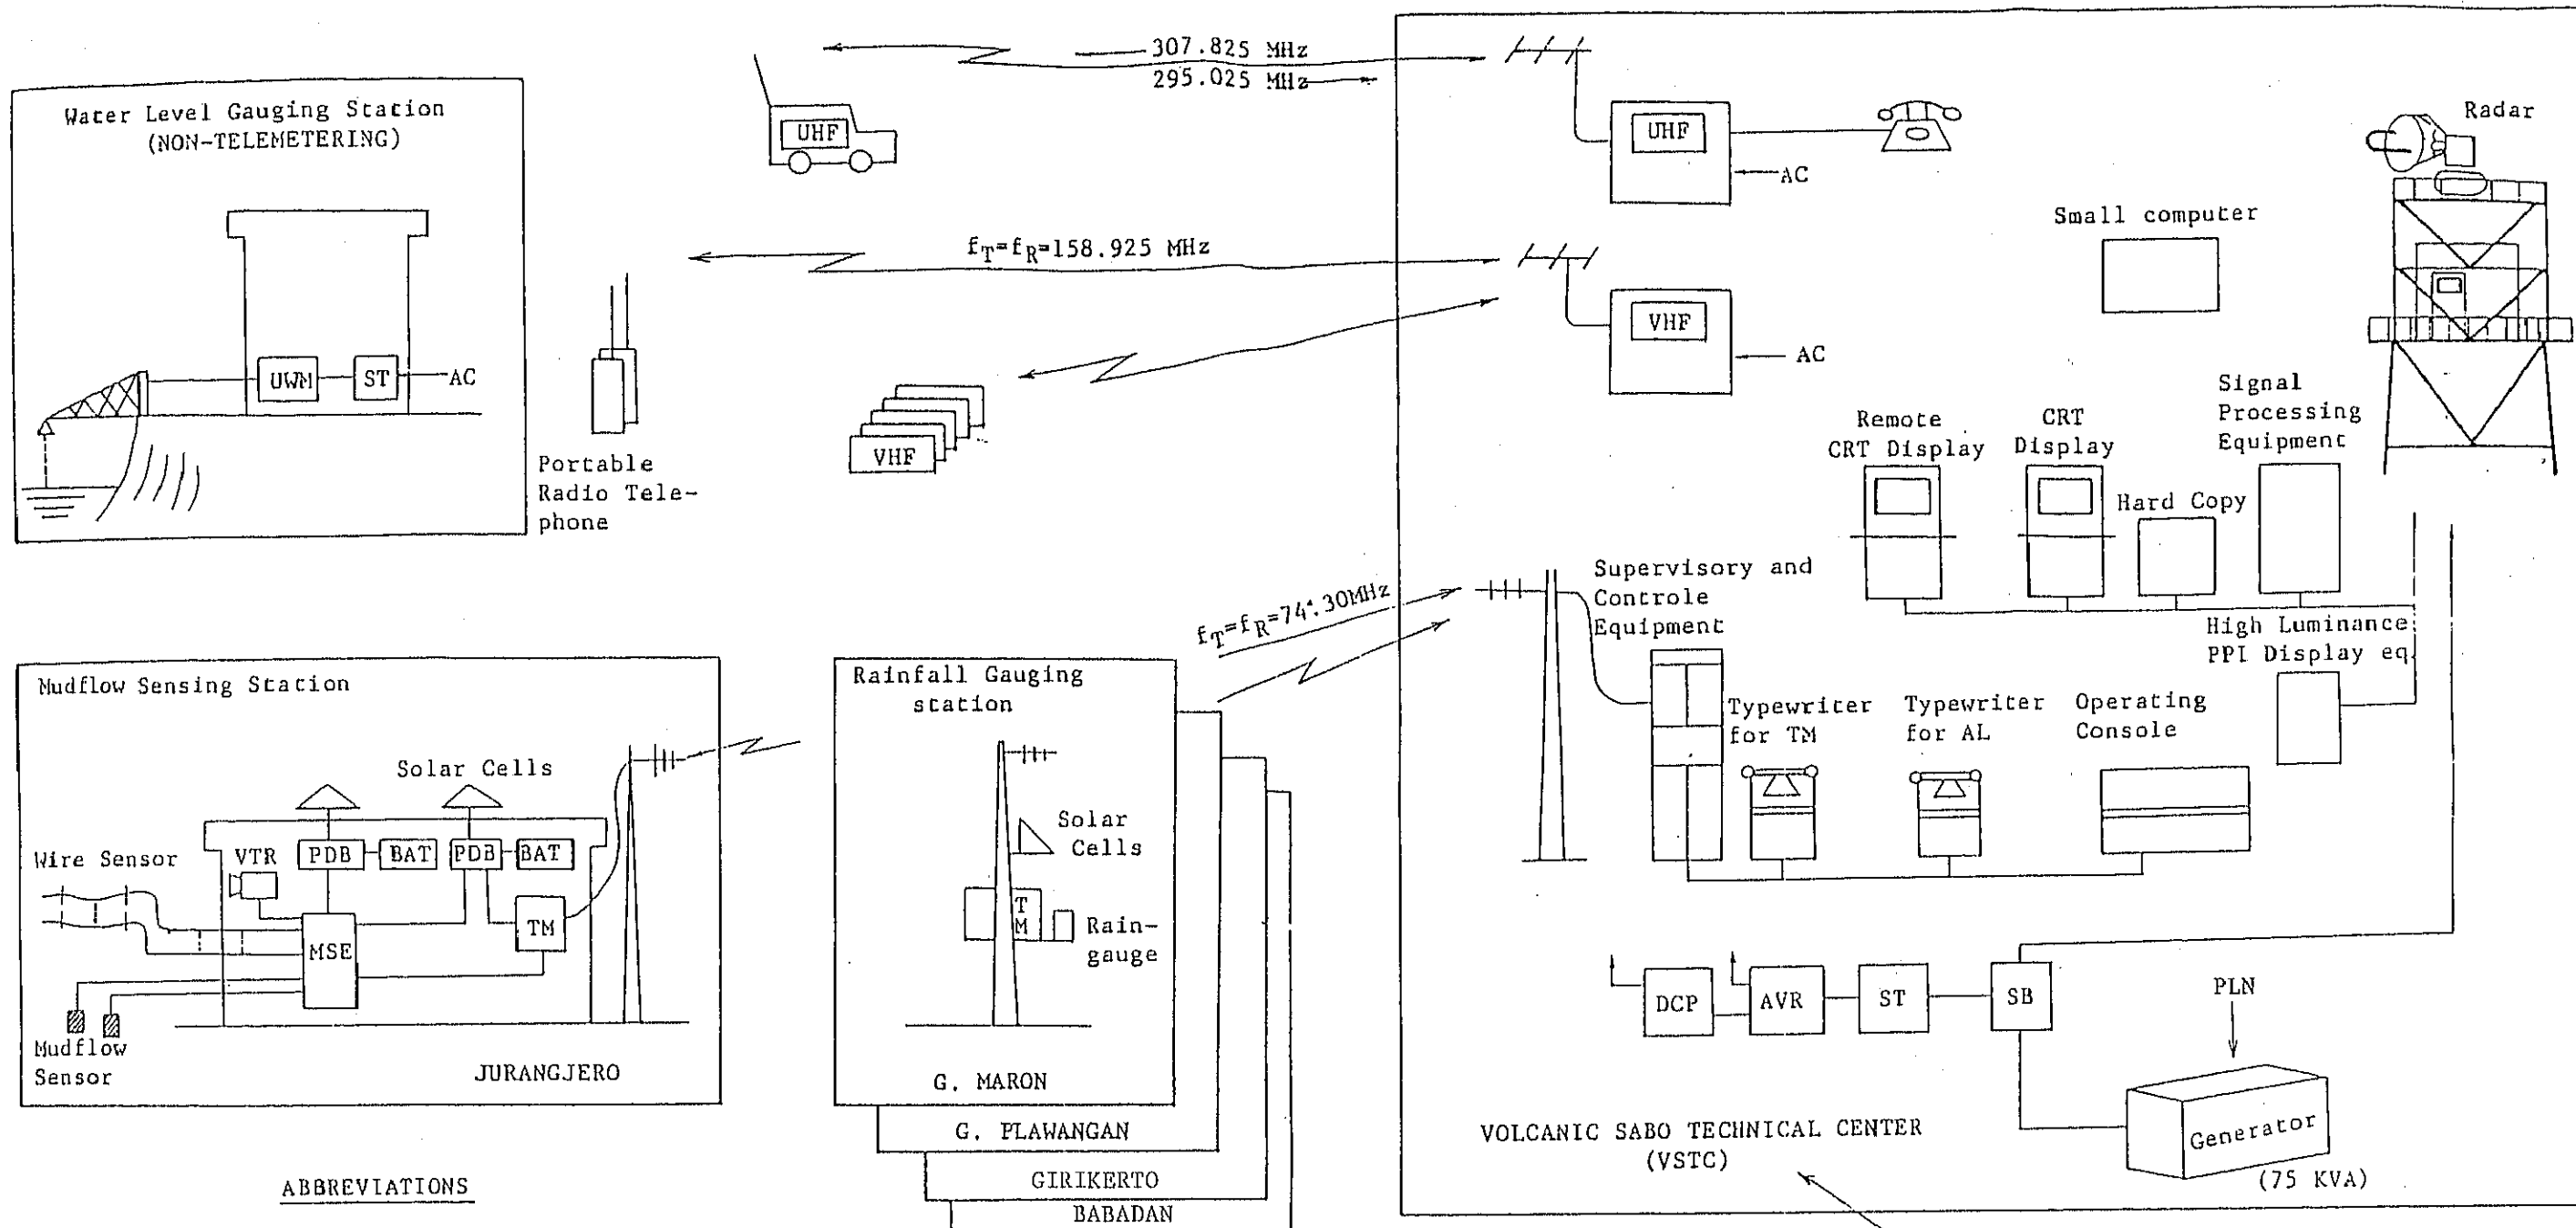 307.825 MHz
295.025 MHz
Water Level Gauging Station
(NON-TELEMETERING)
UHF
UHF
AC
Radar
Small computer
fT=fR=158.925 MHz
VHF
AC
UWM
ST
AC
Portable
Radio Tele-
phone
VHF
Remote
CRT Display
CRT
Display
Hard Copy
Signal
Processing
Equipment
fT=fR=74.30MHz
Supervisory and
Controle
Equipment
High Luminance
PPI Display eq.
Typewriter
for TM
Typewriter
for AL
Operating
Console
Mudflow Sensing Station
Solar Cells
Wire Sensor
VTR
PDB
BAT
PDB
BAT
MSE
TM
Mudflow
Sensor
JURANGJERO
Rainfall Gauging
station
Solar
Cells
T
M
Rain-
gauge
G. MARON
G. PLAWANGAN
GIRIKERTO
BABADAN
DCP
AVR
ST
SB
PLN
Generator
(75 KVA)
VOLCANIC SABO TECHNICAL CENTER
(VSTC)
ABBREVIATIONS